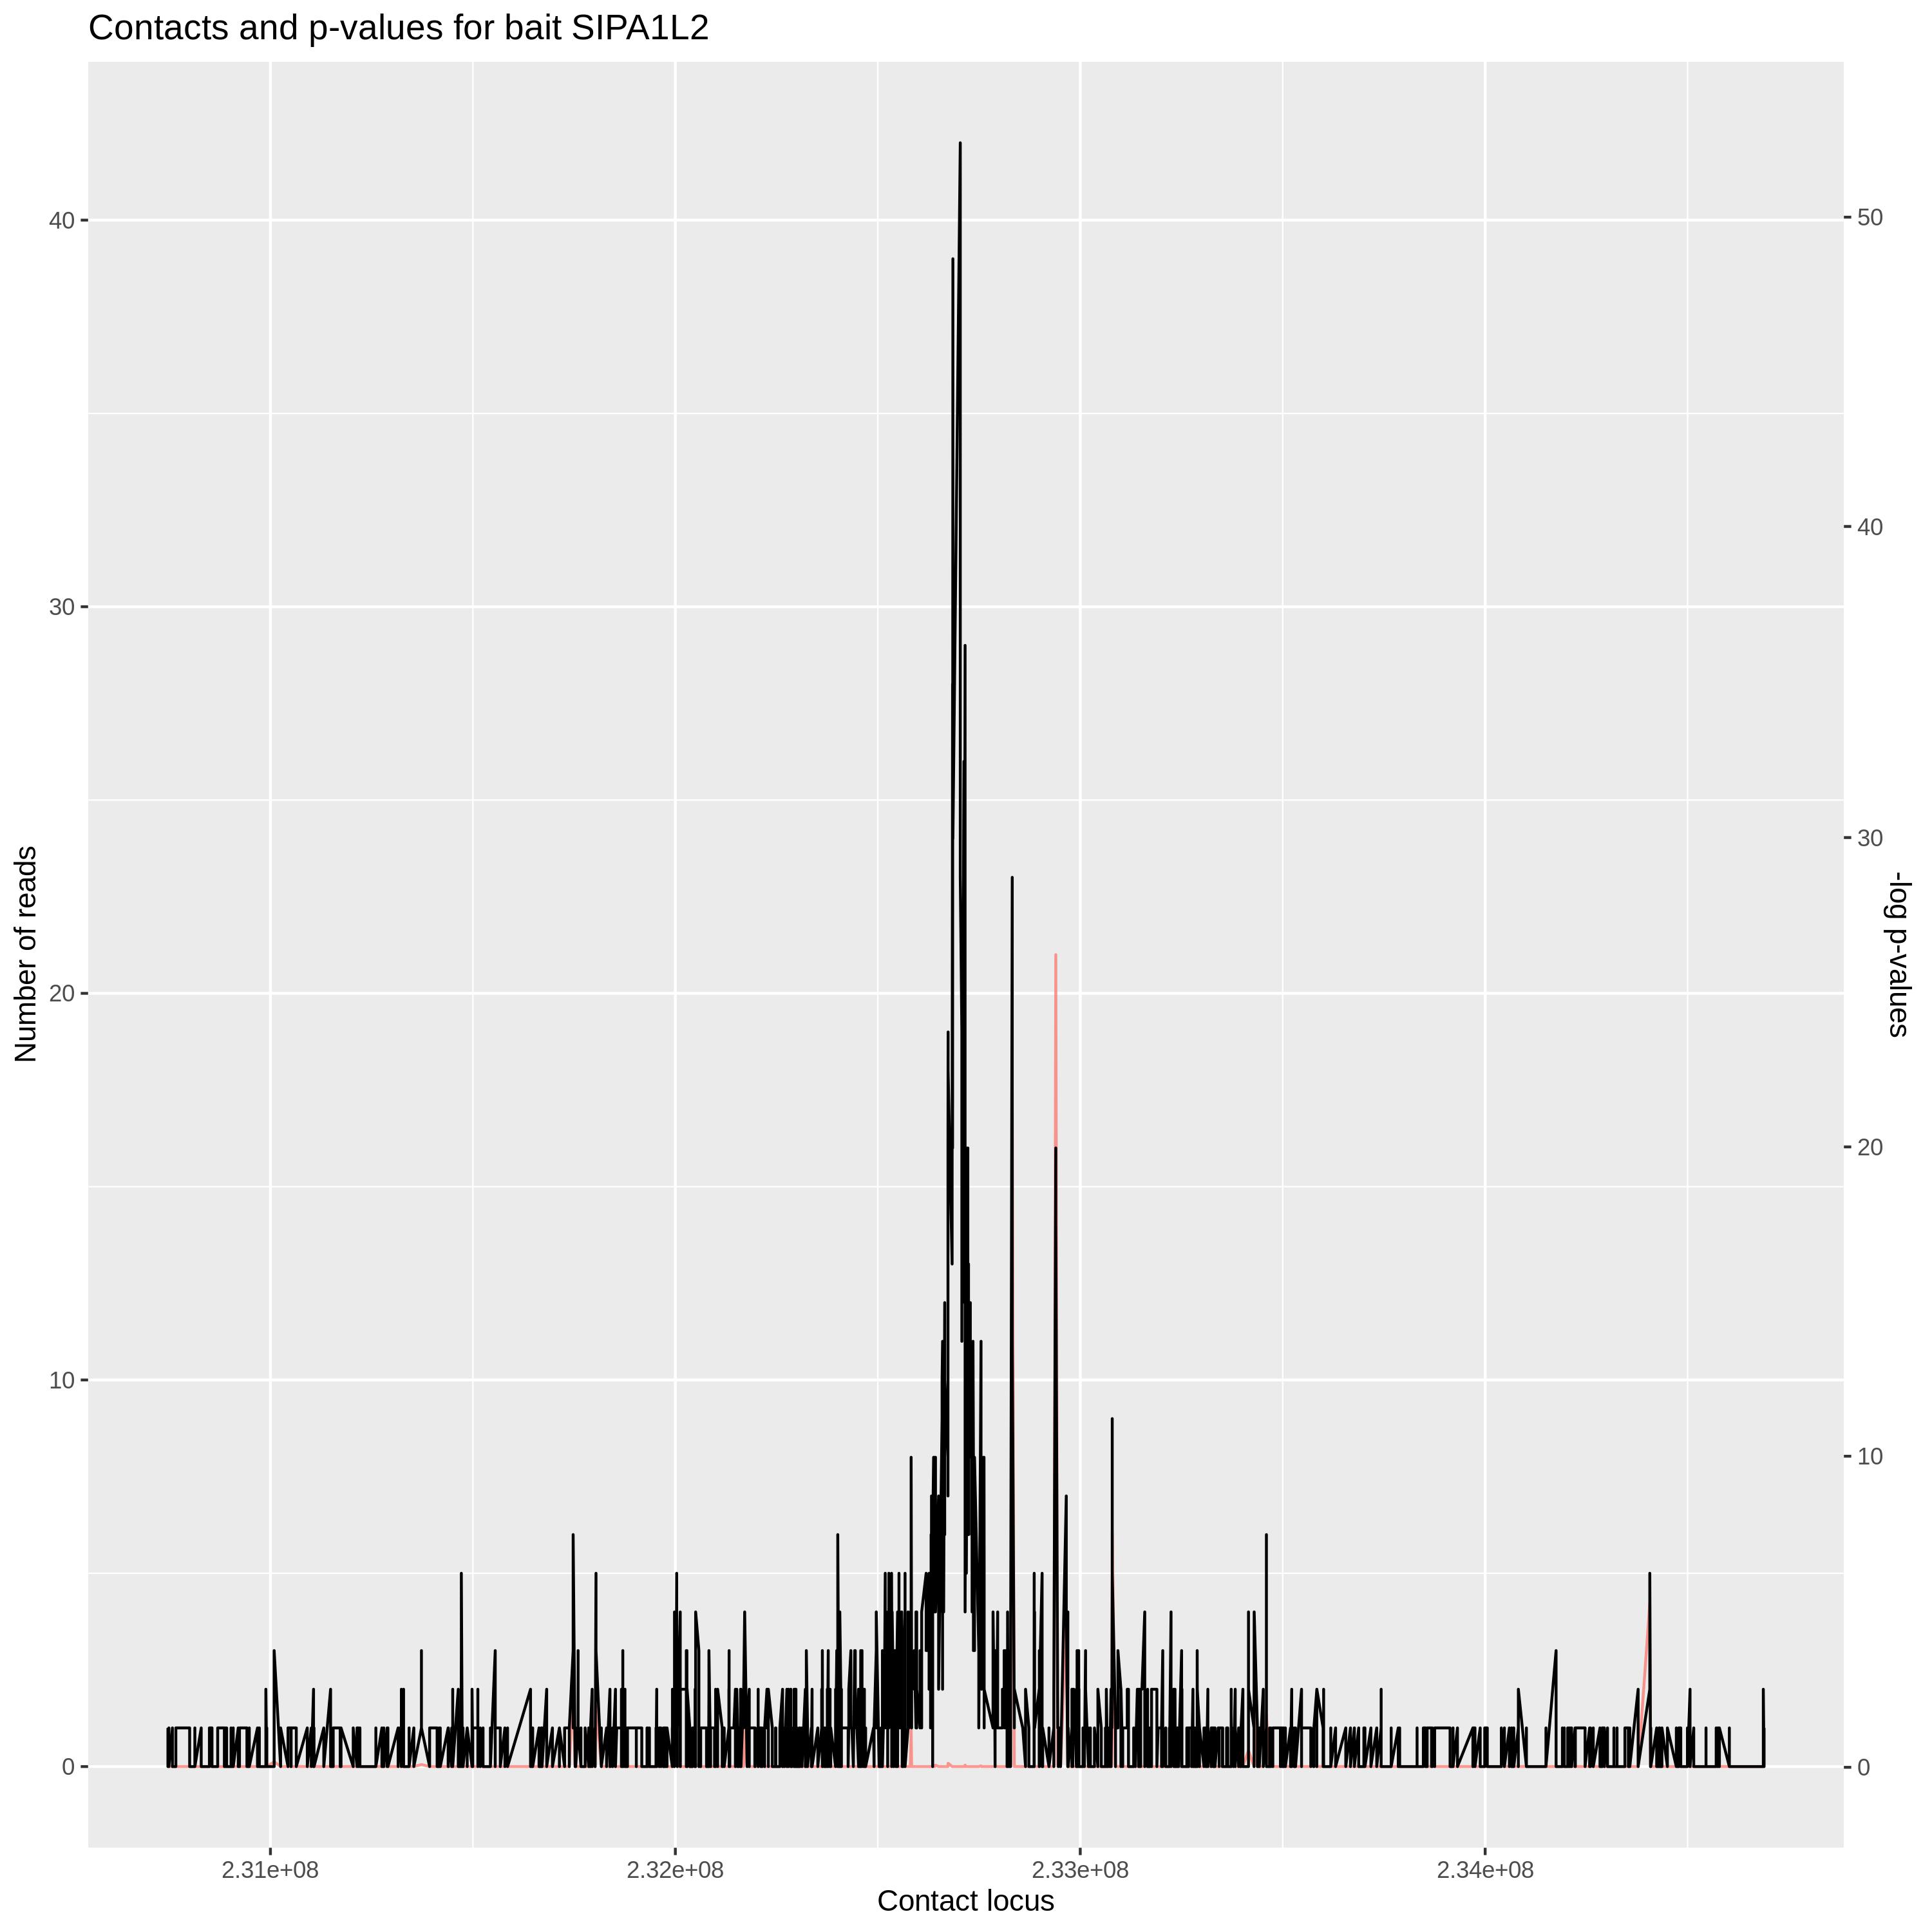 Contacts and p-values for bait SIPA1L2
40
30
20
10
0
Number of reads
50
40
30
20
10
0
-log p-values
2.31e+08
2.32e+08
2.33e+08
2.34e+08
Contact locus